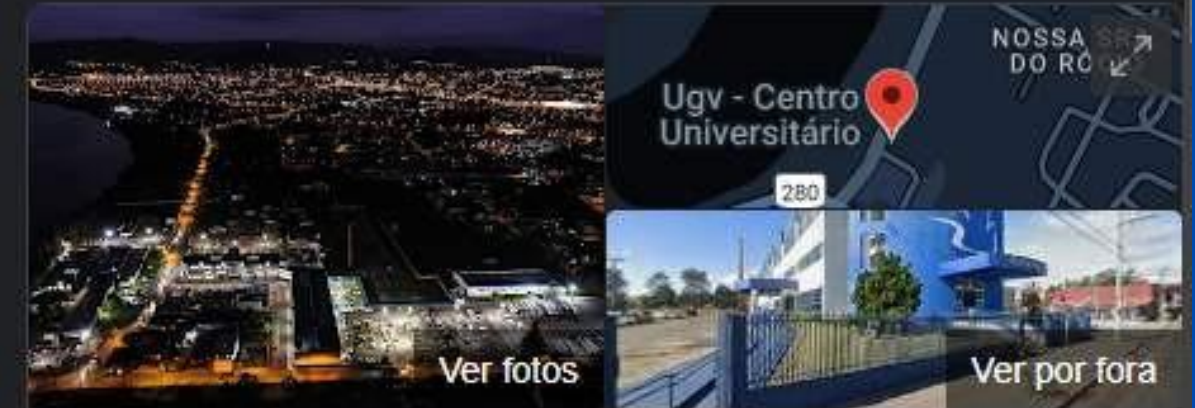 NOSSA
DO
Ugv - Centro
Universitário
280
Ver fotos
Ver por fora